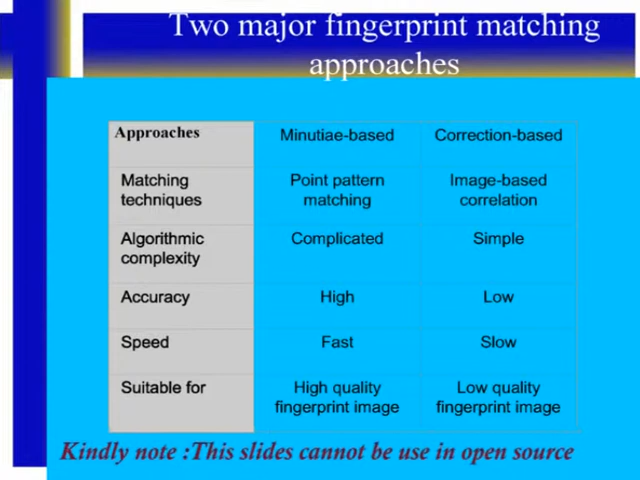 Two major fingerprint matching
approaches
Approaches Minutiae-based Correction-based
Matching Point pattern Image-based
techniques matching correlation
Algorithmic Complicated Simple
complexity
Accuracy High Low
Speed Fast Slow
Suitable for High quality Low quality
fingerprint image fingerprint image
Kindly note :This slides cannot be use in open source